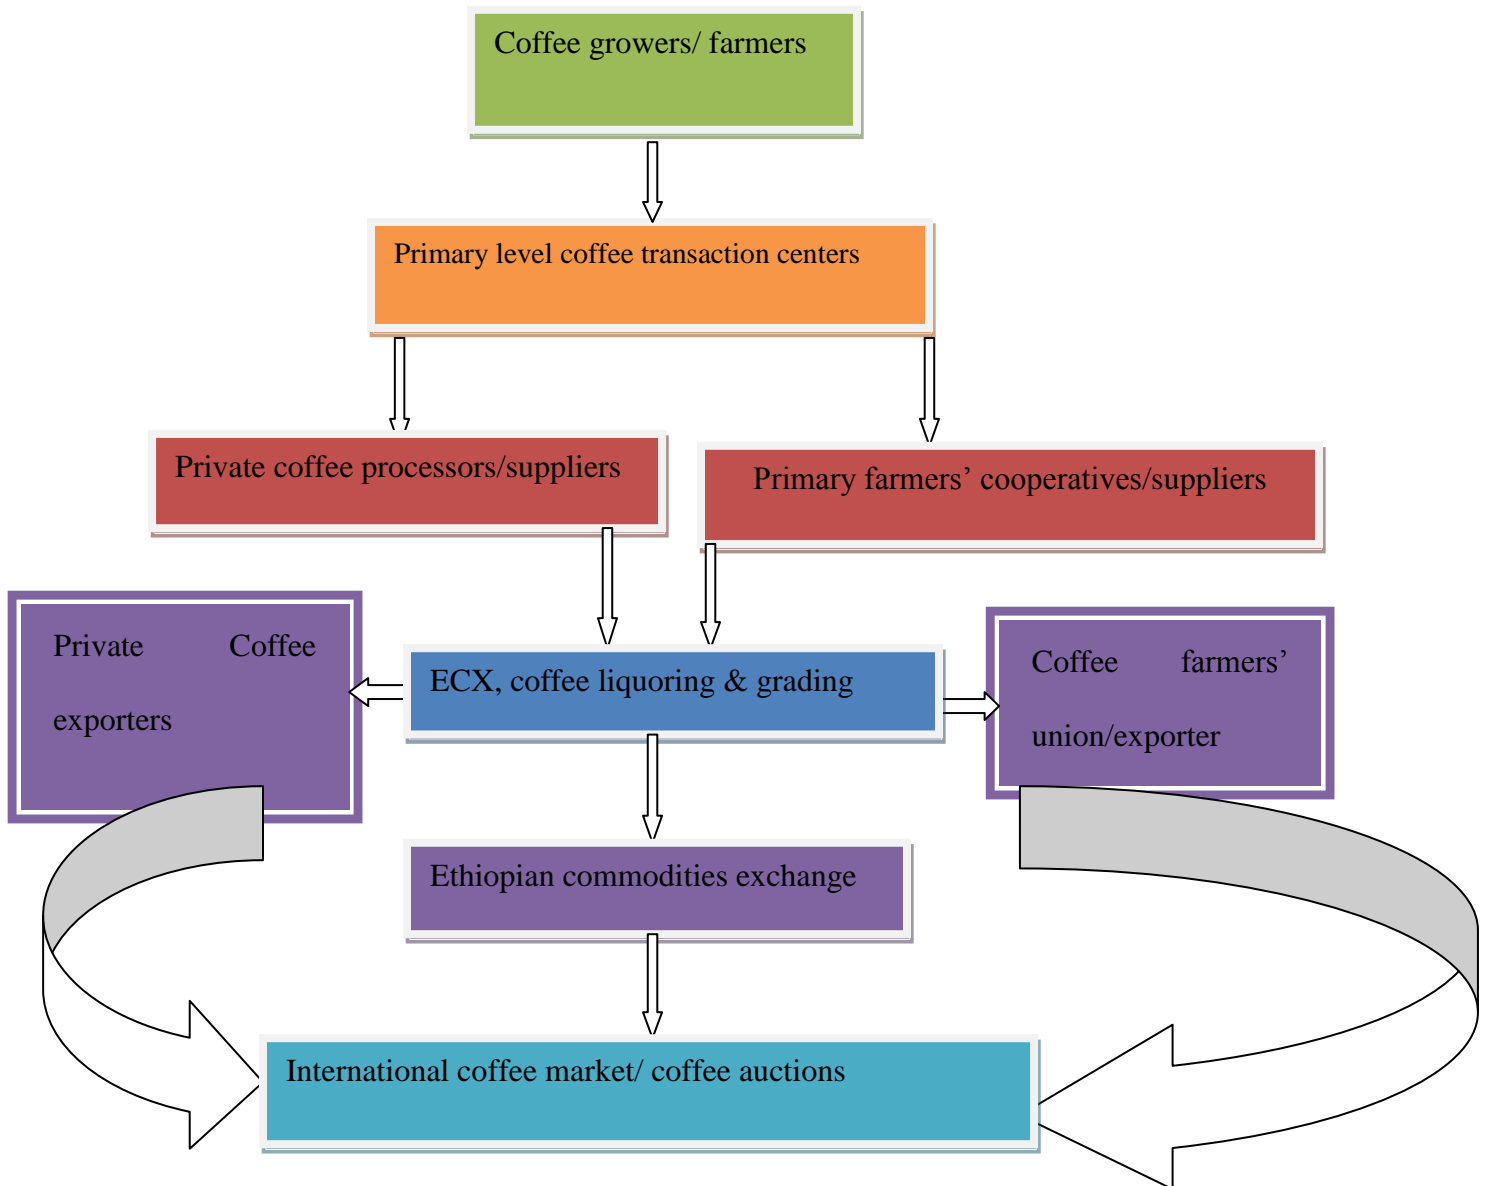 Coffee growers/ farmers
Primary level coffee transaction centers
Private coffee processors/suppliers
Primary farmers’ cooperatives/suppliers
Private Coffee
exporters
ECX, coffee liquoring & grading
Coffee farmers’
union/exporter
Ethiopian commodities exchange
International coffee market/ coffee auctions